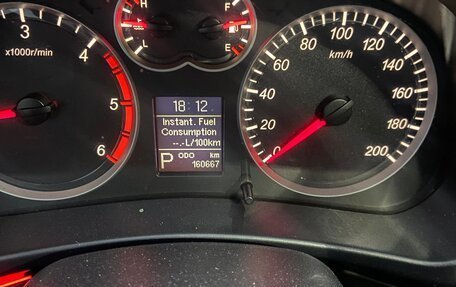 H
F
L
E
x1000r/min
4
5
6
18:12
Instant. Fuel
Consumption
--.-L/100km
P ODO km
160667
0
20
40
60
80
100
120
140
160
180
200
km/h